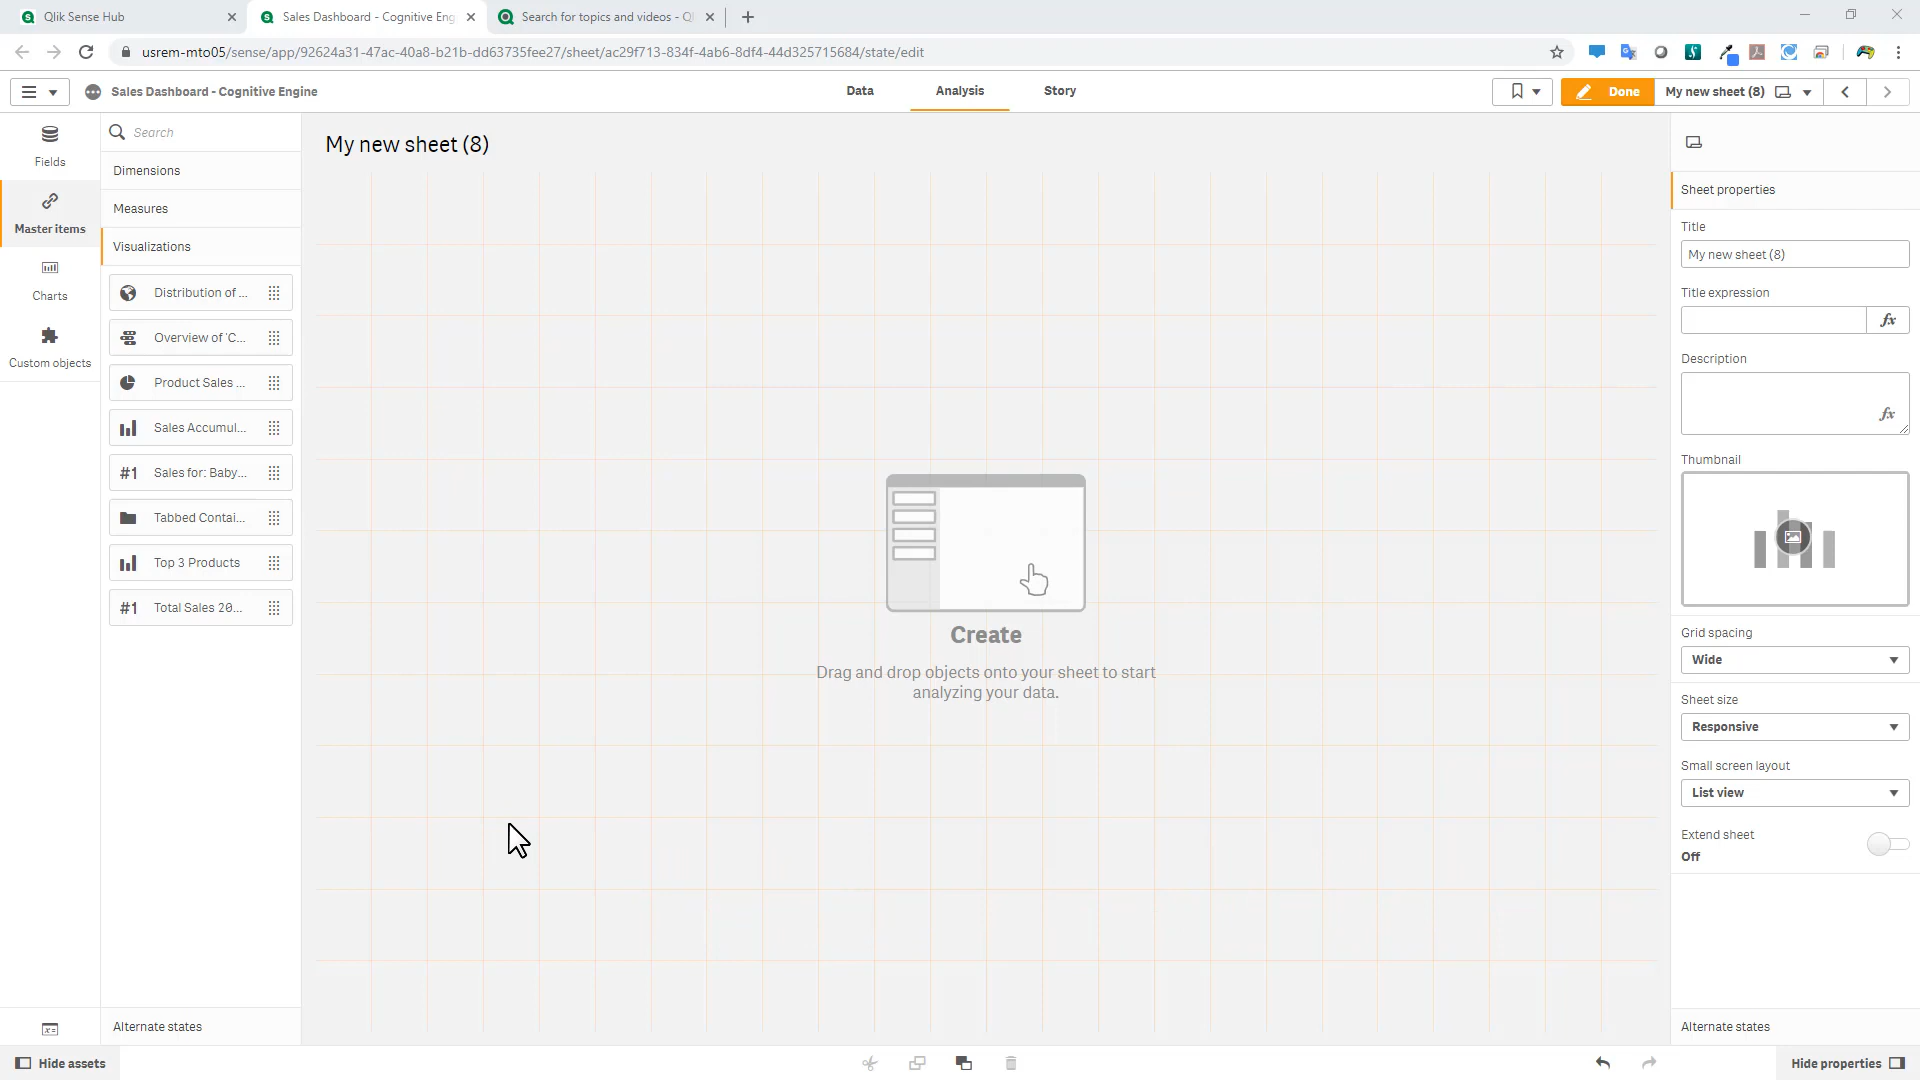 Qlik Sense Hub
Sales Dashboard - Cognitive Eng
Search for topics and videos - Q
usrem-mto05/sense/app/92624a31-47ac-40a8-b21b-dd63735fee27/sheet/ac29f713-834f-4ab6-8df4-44d325715684/state/edit
Sales Dashboard - Cognitive Engine
Data
Analysis
Story
Done
My new sheet (8)
Fields
Master items
Charts
Custom objects
Search
Dimensions
Measures
Visualizations
Distribution of ...
Overview of 'C...
Product Sales ...
Sales Accumul...
#1 Sales for: Baby...
Tabbed Contai...
Top 3 Products
#1 Total Sales 20...
Alternate states
Hide assets
My new sheet (8)
Create
Drag and drop objects onto your sheet to start
analyzing your data.
Sheet properties
Title
My new sheet (8)
Title expression
fx
Description
fx
Thumbnail
Grid spacing
Wide
Sheet size
Responsive
Small screen layout
List view
Extend sheet
Off
Alternate states
Hide properties